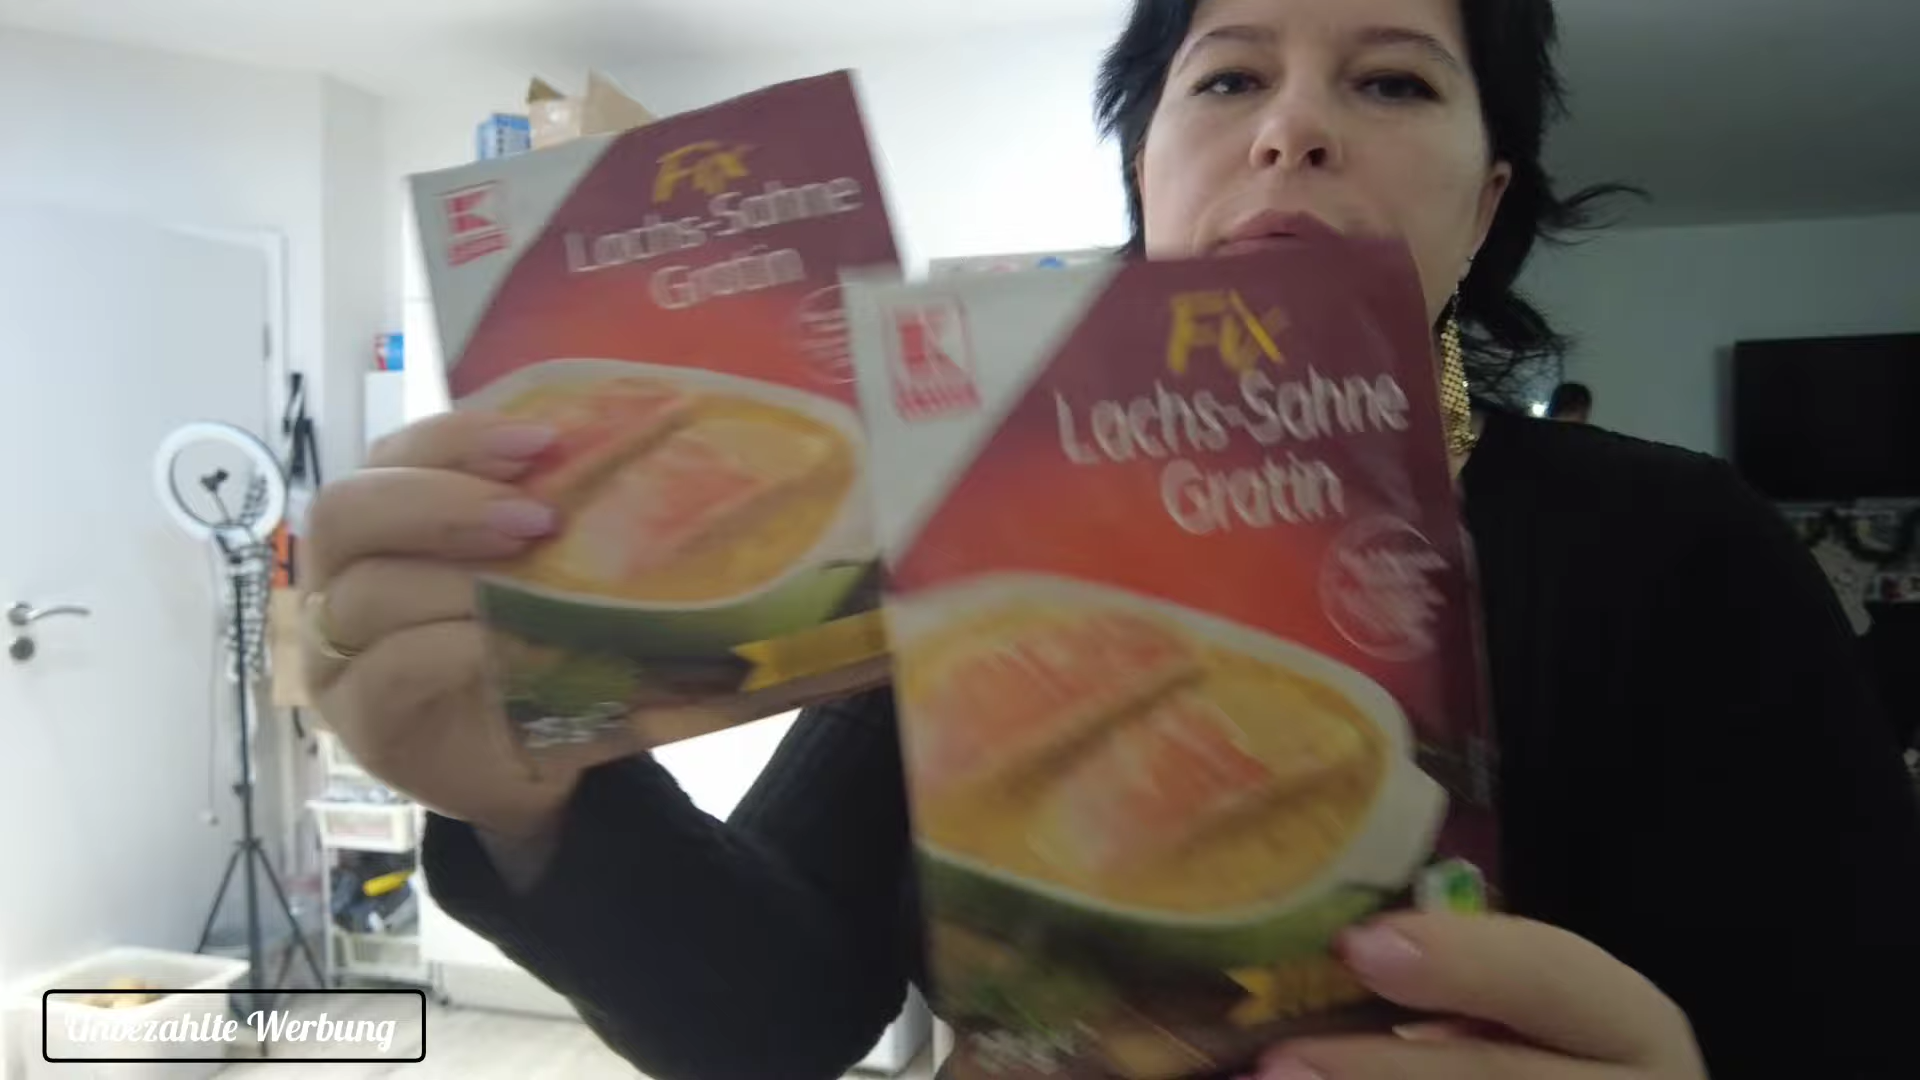 Fix
Lachs-Sahne
Gratin
Fix
Lachs-Sahne
Gratin
Unbezahlte Werbung